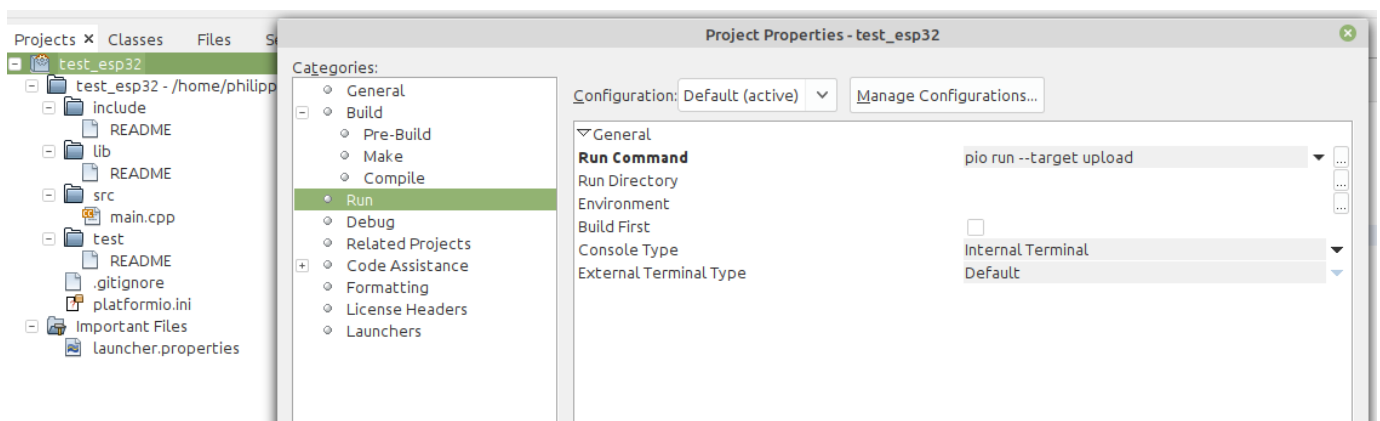 Project Properties - test_esp32
Projects × Classes Files
test_esp32
test_esp32 - /home/philipp
include
README
lib
README
src
main.cpp
test
README
.gitignore
platformio.ini
Important Files
launcher.properties
Categories:
General
Build
Pre-Build
Make
Compile
Run
Debug
Related Projects
Code Assistance
Formatting
License Headers
Launchers
Configuration: Default (active) Manage Configurations...
General
Run Command pio run --target upload
Run Directory
Environment
Build First
Console Type Internal Terminal
External Terminal Type Default